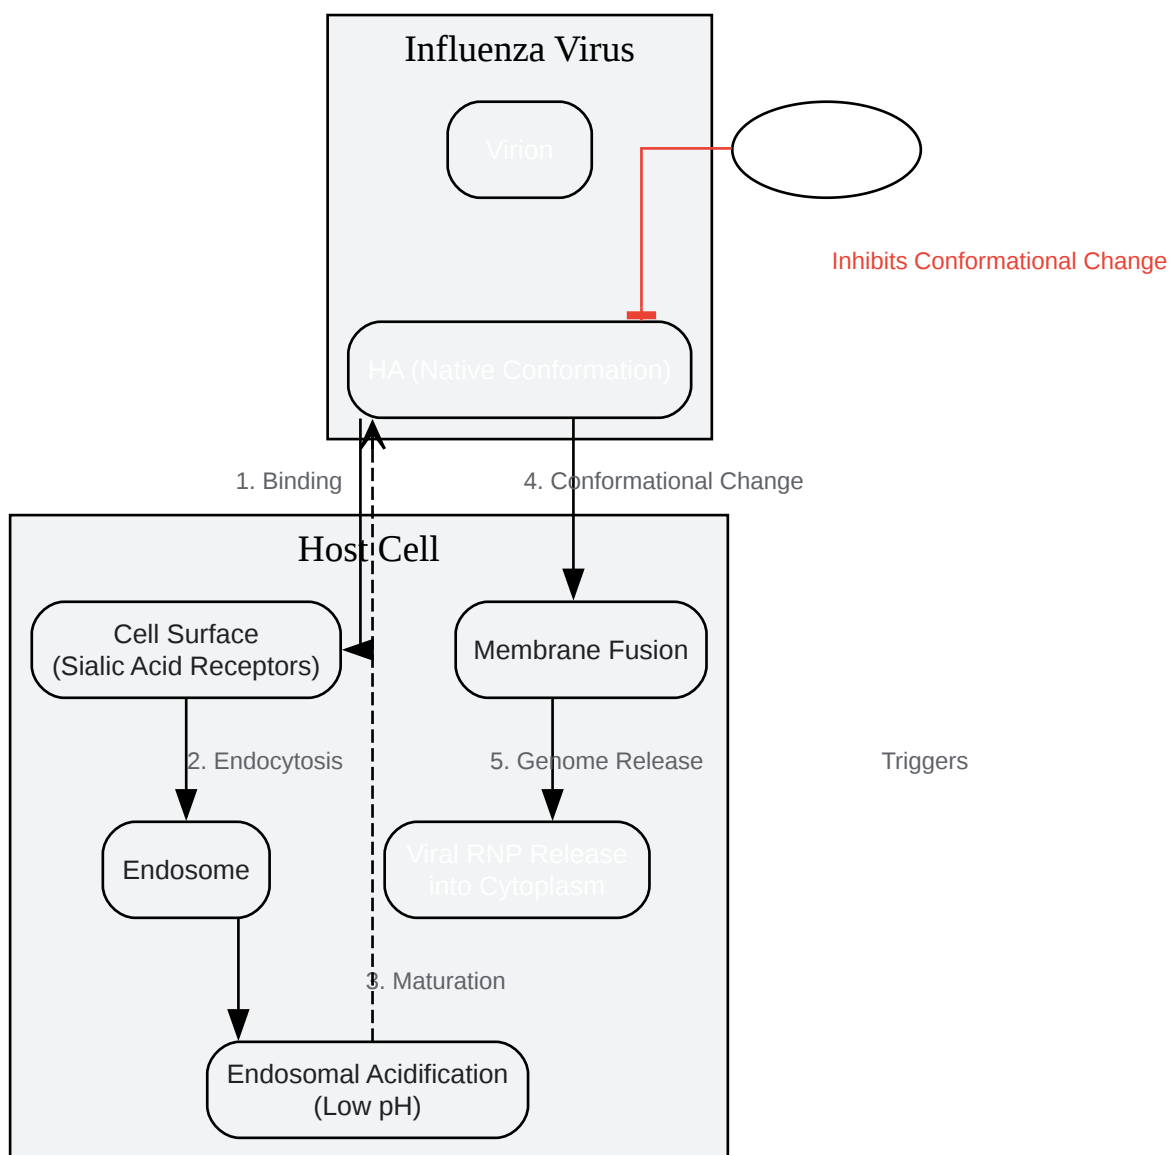 Influenza Virus
Virion
Inhibits Conformational Change
HA (Native Conformation)
1. Binding
4. Conformational Change
Host Cell
Cell Surface
(Sialic Acid Receptors)
Membrane Fusion
2. Endocytosis
5. Genome Release
Triggers
Endosome
Viral RNP Release
into Cytoplasm
3. Maturation
Endosomal Acidification
(Low pH)